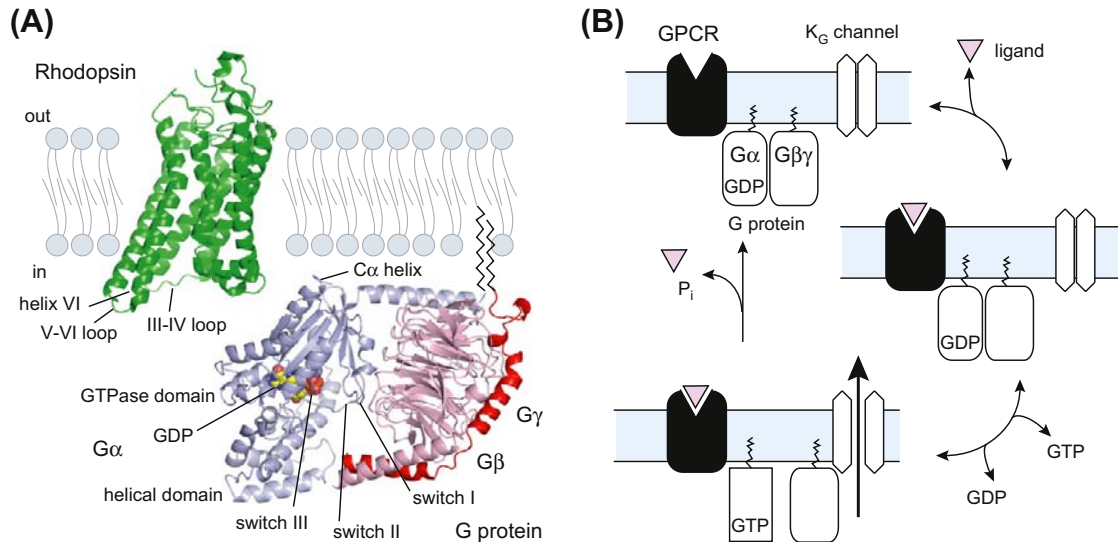 (A)
Rhodopsin
out
in
helix VI
V-VI loop
III-IV loop
Cα helix
GTPase domain
GDP
Gα
helical domain
switch III
switch II
switch I
Gβ
Gγ
G protein
(B)
GPCR
KG channel
ligand
Gα
GDP
Gβγ
G protein
Pi
GDP
GTP
GDP
GTP